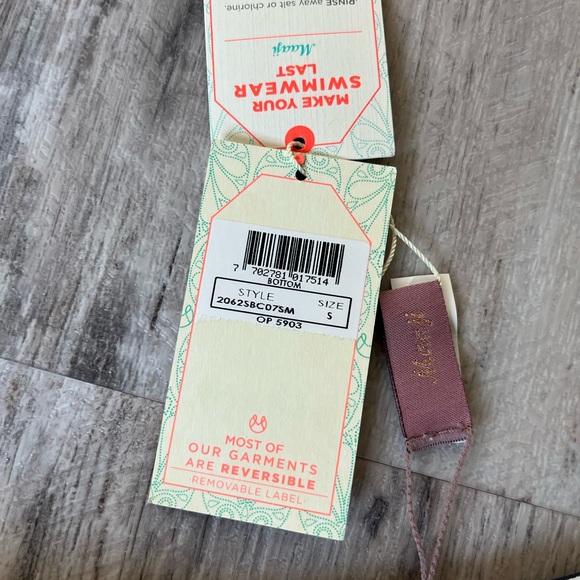 ·RINSE away salt or chlorine.
Maaji
MAKE YOUR
SWIMWEAR
LAST
7 702781 017514
BOTTOM
STYLE SIZE
2062SBC07SM S
OP 5903
MOST OF
OUR GARMENTS
ARE REVERSIBLE
·REMOVABLE LABEL·
Maaji